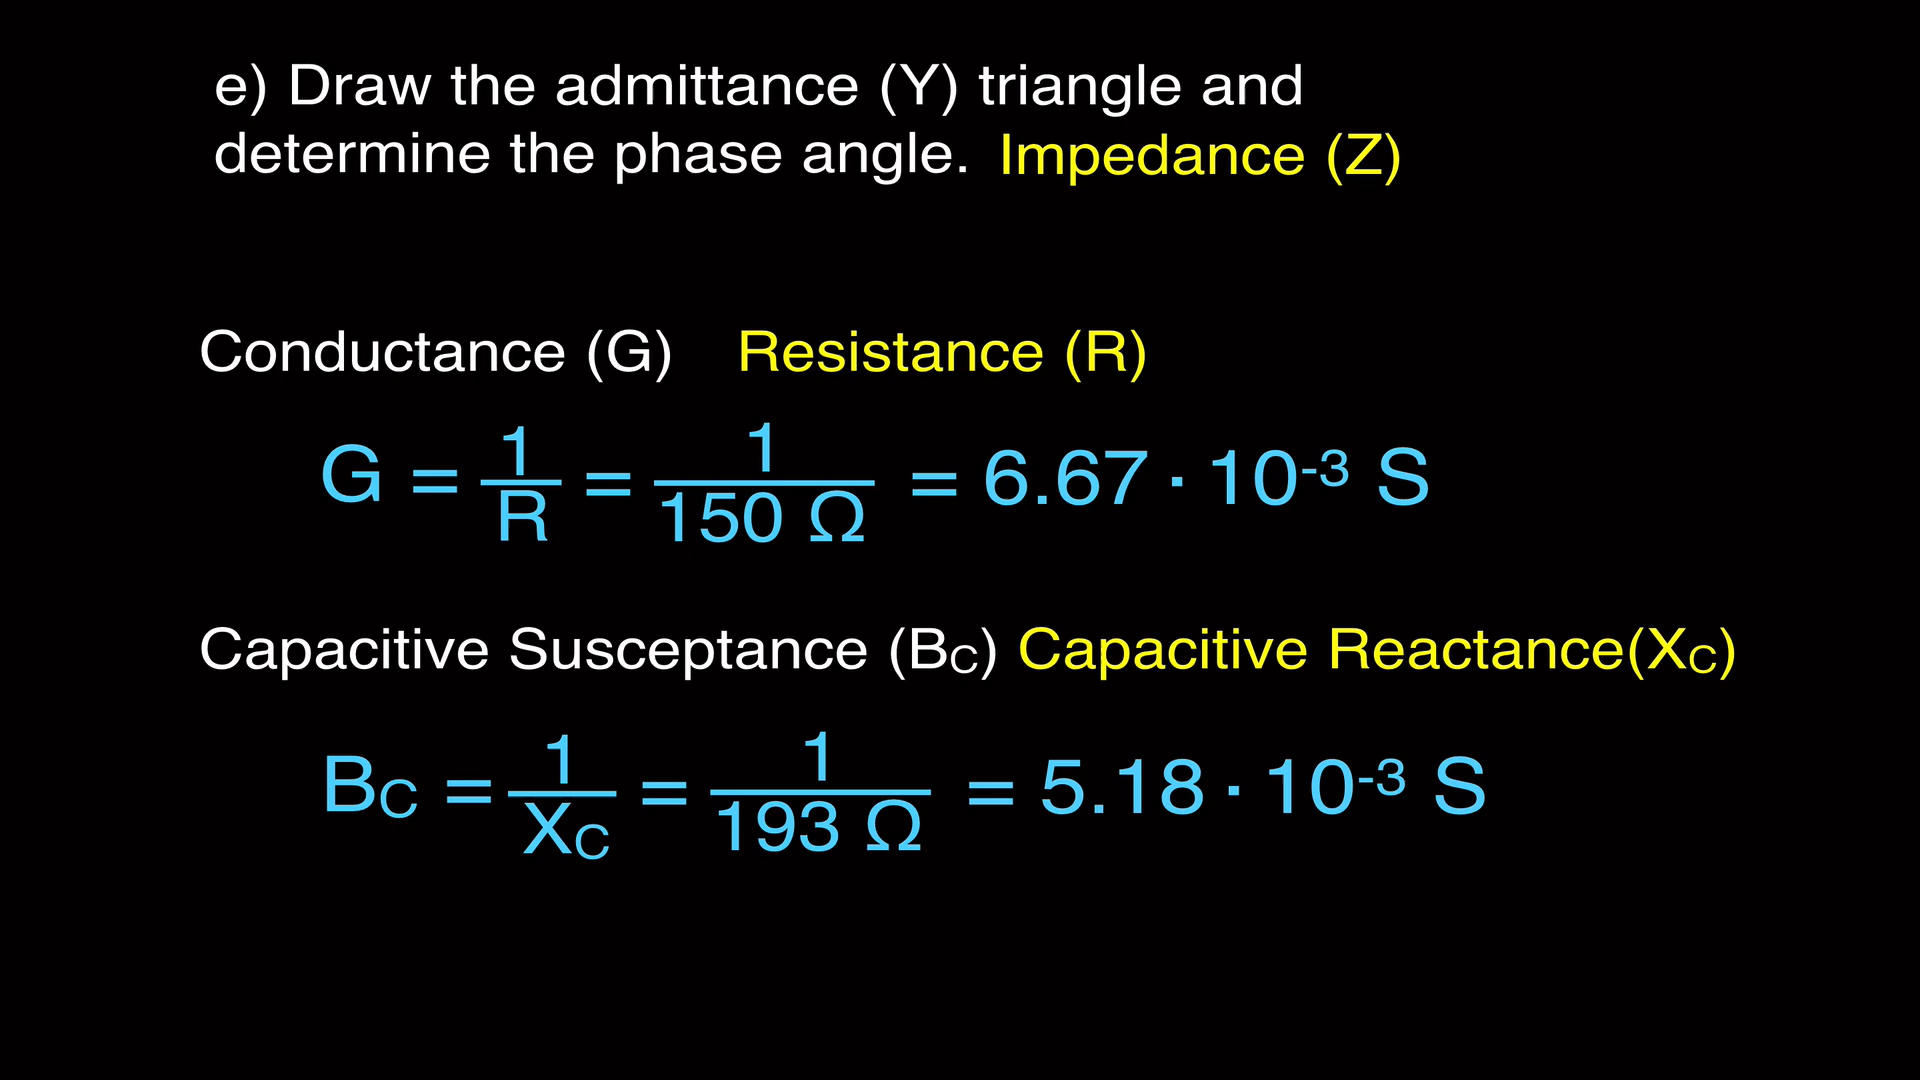 e) Draw the admittance (Y) triangle and
determine the phase angle. Impedance (Z)
Conductance (G) Resistance (R)
G = 1/R = 1/150 Ω = 6.67 · 10⁻³ S
Capacitive Susceptance (BC) Capacitive Reactance(XC)
BC = 1/XC = 1/193 Ω = 5.18 · 10⁻³ S